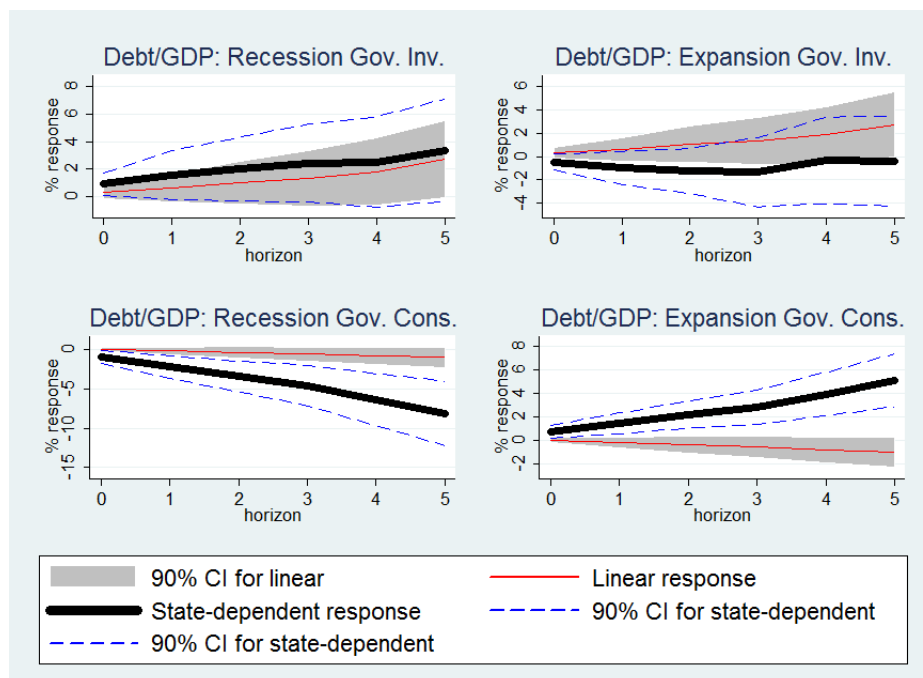 Debt/GDP: Recession Gov. Inv.
% response
8
6
4
2
0
0 1 2 3 4 5
horizon
Debt/GDP: Expansion Gov. Inv.
% response
6
4
2
0
-2
-4
0 1 2 3 4 5
horizon
Debt/GDP: Recession Gov. Cons.
% response
0
-5
-10
-15
0 1 2 3 4 5
horizon
Debt/GDP: Expansion Gov. Cons.
% response
8
6
4
2
0
-2
0 1 2 3 4 5
horizon
90% CI for linear
Linear response
State-dependent response
90% CI for state-dependent
90% CI for state-dependent